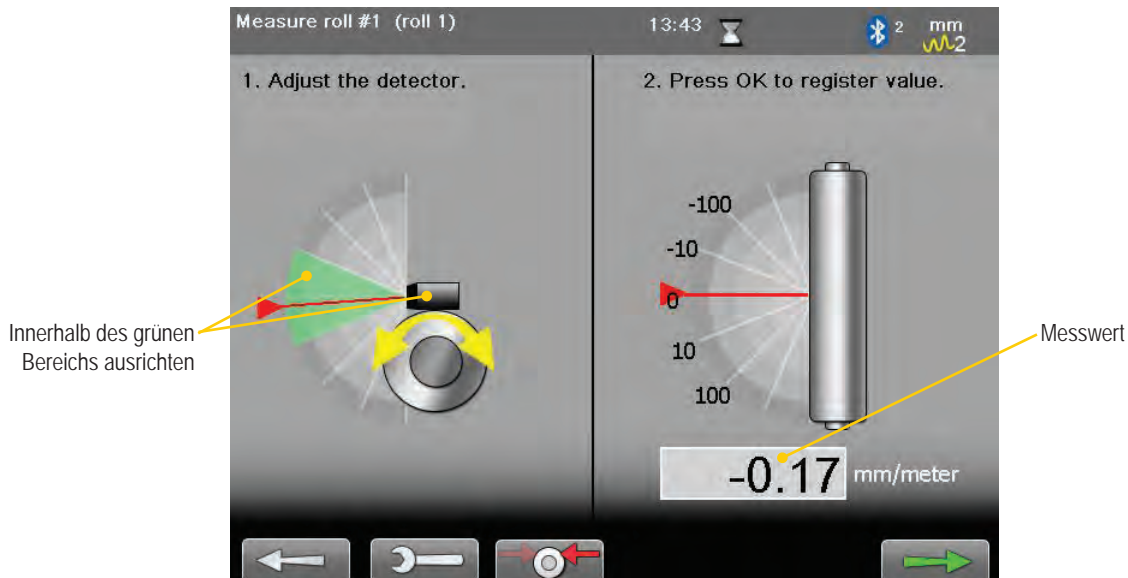 Measure roll #1 (roll 1)
13:43
2
mm
2
1. Adjust the detector.
2. Press OK to register value.
-100
-10
0
10
100
Innerhalb des grünen
Bereichs ausrichten
Messwert
-0.17 mm/meter